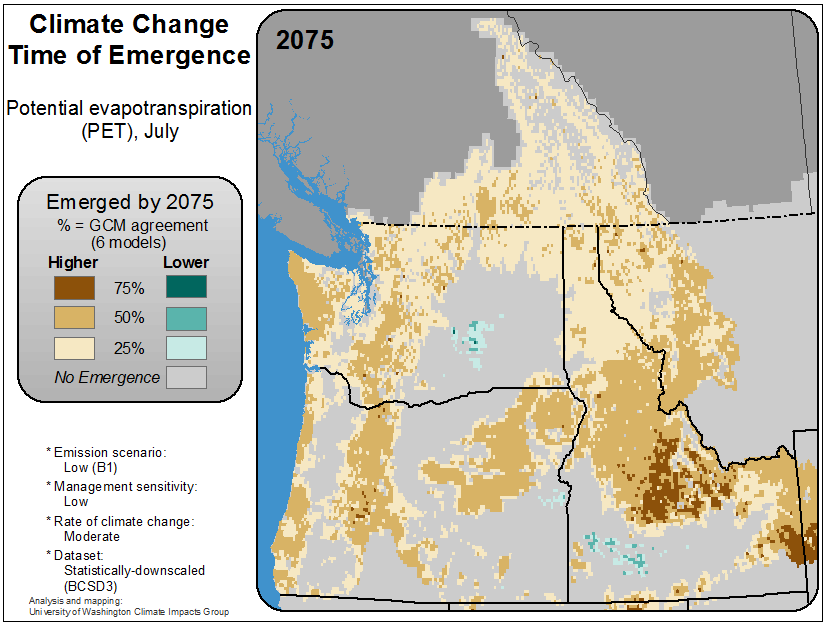 Climate Change
Time of Emergence
Potential evapotranspiration
(PET), July
Emerged by 2075
% = GCM agreement
(6 models)
Higher Lower
75%
50%
25%
No Emergence
* Emission scenario:
Low (B1)
* Management sensitivity:
Low
* Rate of climate change:
Moderate
* Dataset:
Statistically-downscaled
(BCSD3)
Analysis and mapping:
University of Washington Climate Impacts Group
2075